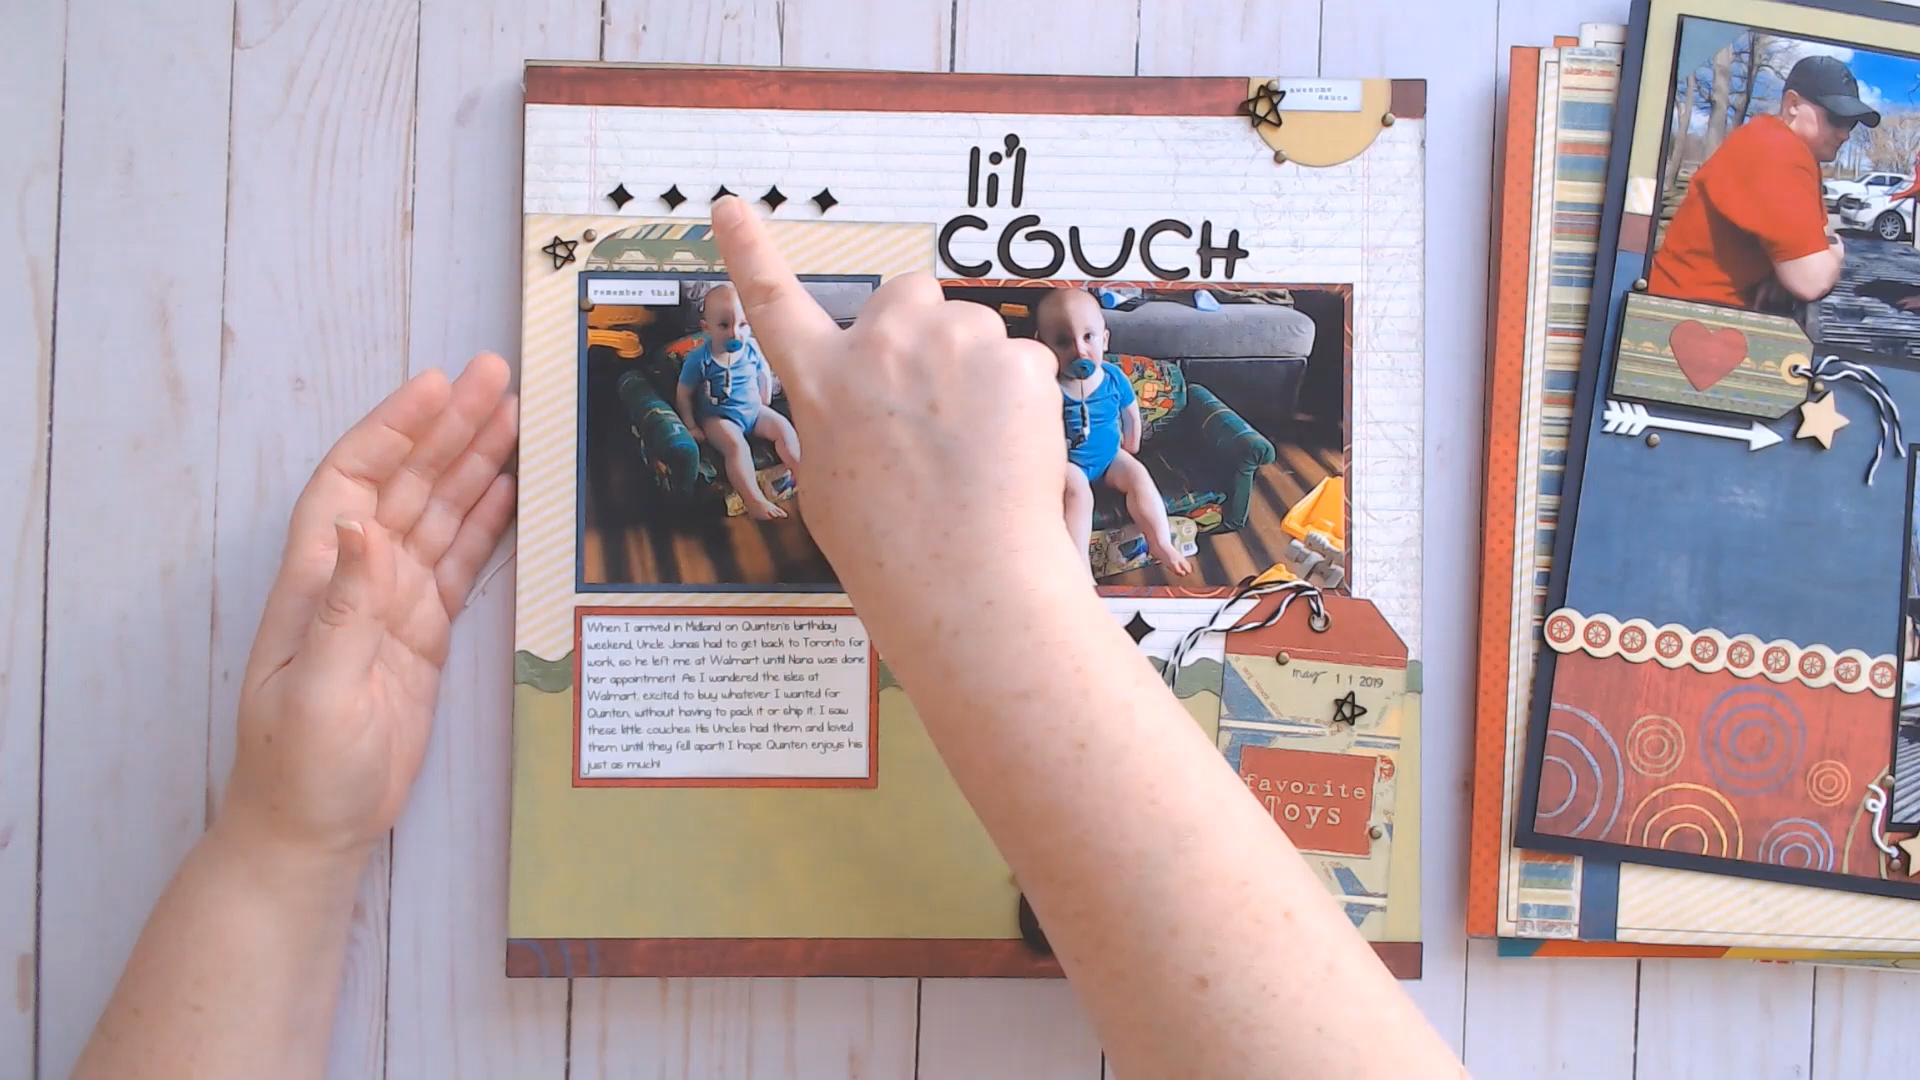 awesome
sauce
li'l
COUCH
remember this
When I arrived in Midland on Quinten's birthday
weekend, Uncle Jonas had to get back to Toronto for
work, so he left me at Walmart until Nana was done
her appointment. As I wandered the isles at
Walmart, excited to buy whatever I wanted for
Quinten, without having to pack it or ship it, I saw
these little couches. His Uncles had them and loved
them until they fell apart! I hope Quinten enjoys his
just as much!
may 11 2019
favorite
Toys